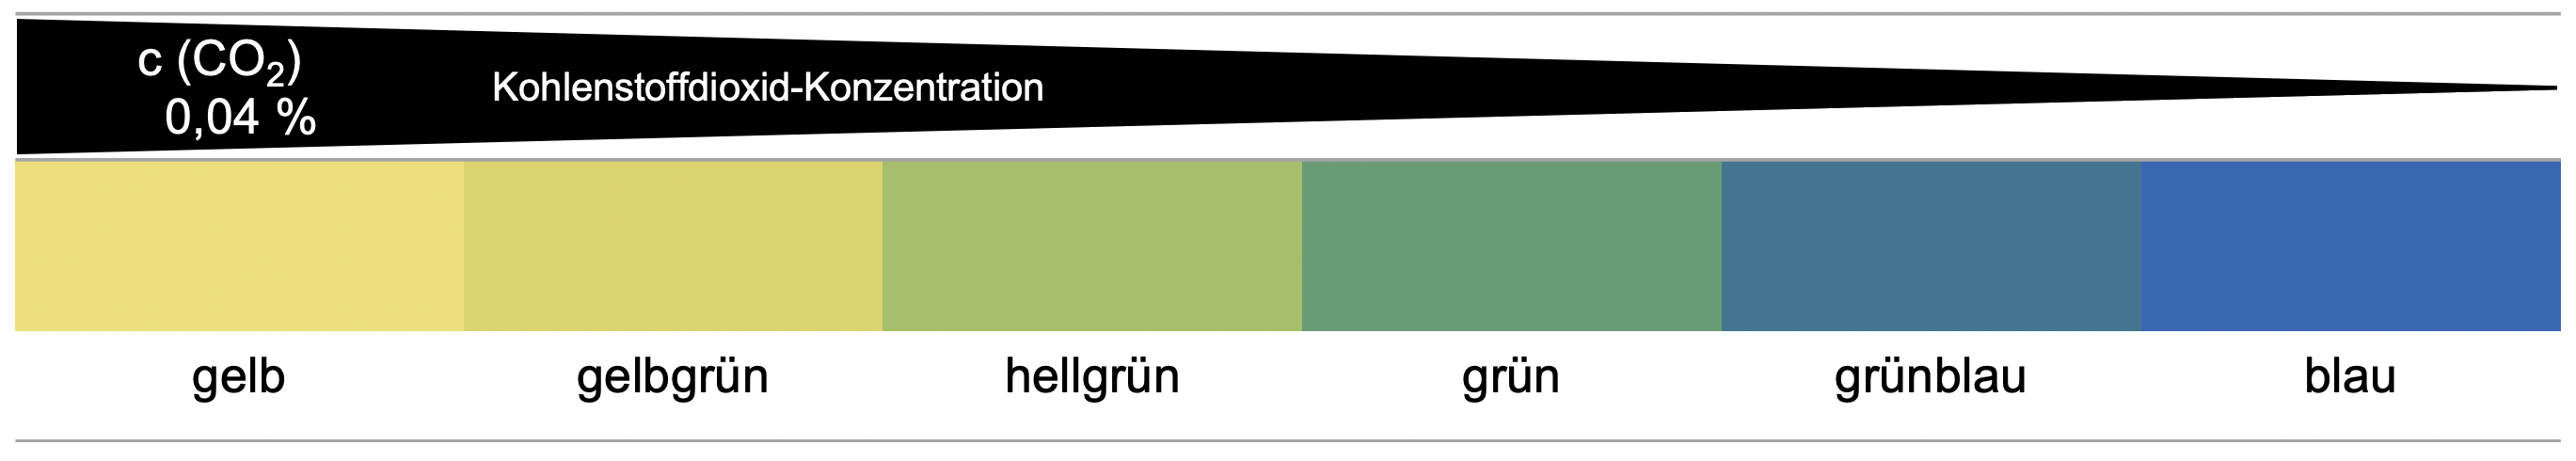 c (CO₂)
0,04 %
Kohlenstoffdioxid-Konzentration
gelb
gelbgrün
hellgrün
grün
grünblau
blau